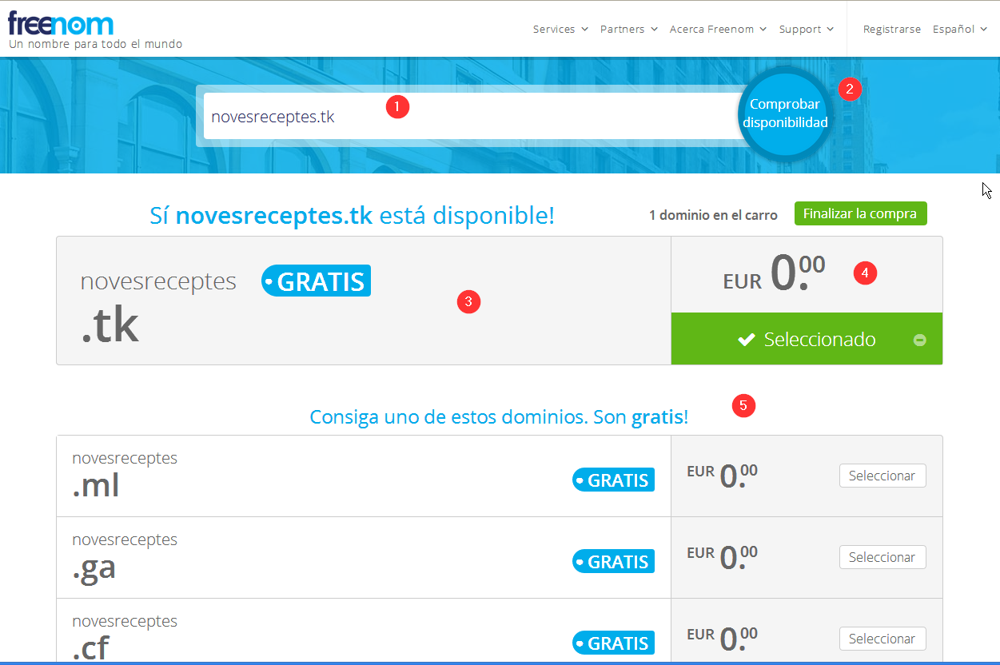 freenom
Un nombre para todo el mundo
Services Partners Acerca Freenom Support Registrarse Español
novesreceptes.tk
1
Comprobar
disponibilidad
2
Sí novesreceptes.tk está disponible!
1 dominio en el carro
Finalizar la compra
novesreceptes
GRATIS
.tk
3
EUR 0.00
4
Seleccionado
Consiga uno de estos dominios. Son gratis!
5
novesreceptes
.ml
GRATIS
EUR 0.00
Seleccionar
novesreceptes
.ga
GRATIS
EUR 0.00
Seleccionar
novesreceptes
.cf
GRATIS
EUR 0.00
Seleccionar